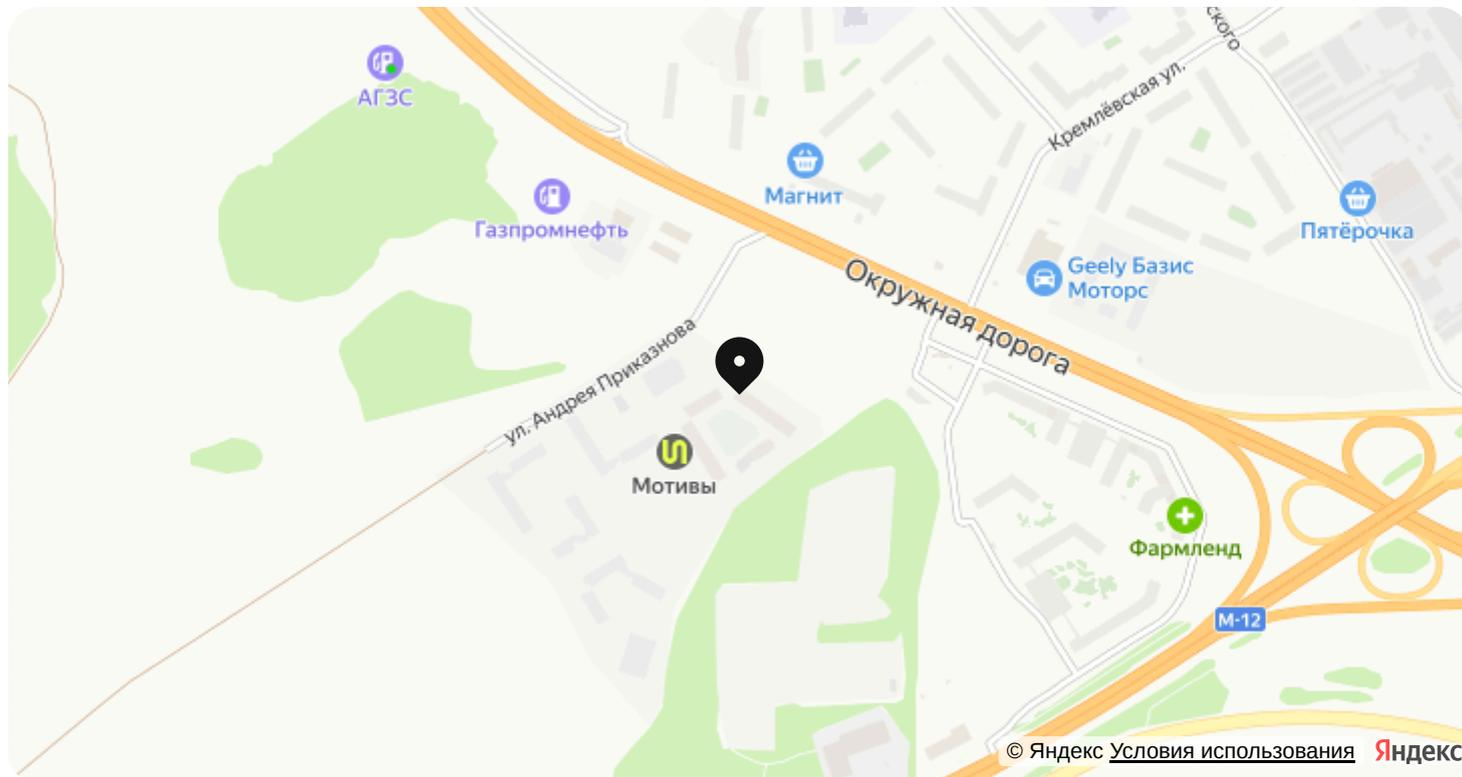 ского
АГЗС
Кремлёвская ул.
Магнит
Газпромнефть
Пятёрочка
Geely Базис
Моторс
Окружная дорога
ул. Андрея Приказнова
Мотивы
Фармленд
М-12
© Яндекс Условия использования Яндекс